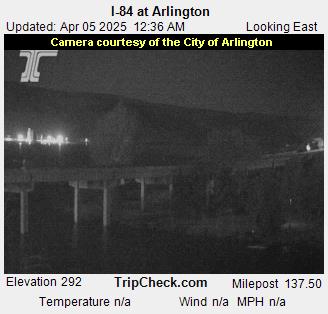 I-84 at Arlington
Updated: Apr 05 2025 12:36 AM Looking East
Camera courtesy of the City of Arlington
Elevation 292 TripCheck.com Milepost 137.50
Temperature n/a Wind n/a MPH n/a